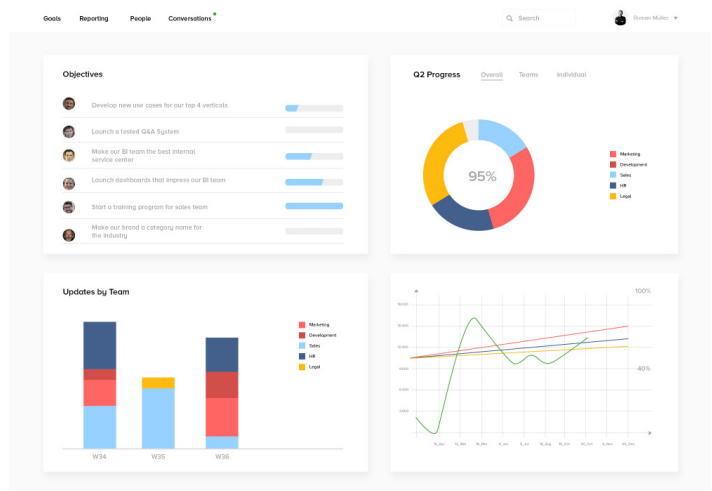 Goals
Reporting
People
Conversations
Search
Roman Müller
Objectives
Develop new use cases for our top 4 verticals
Launch a tested Q&A System
Make our BI team the best internal
service center
Launch dashboards that impress our BI team
Start a training program for sales team
Make our brand a category name for
the industry
Q2 Progress
Overall
Teams
Individual
95%
Marketing
Development
Sales
HR
Legal
Updates by Team
Marketing
Development
Sales
HR
Legal
W34
W35
W36
100%
40%